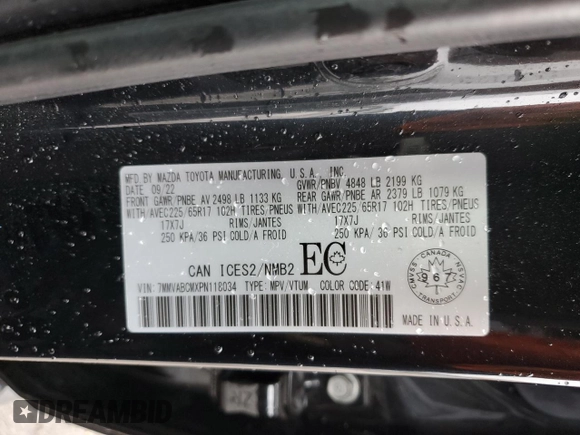 MFD BY MAZDA TOYOTA MANUFACTURING, U.S.A., INC.
DATE: 09/22 GVWR/PNBV 4848 LB 2199 KG
FRONT GAWR/PNBE AV 2498 LB 1133 KG REAR GAWR/PNBE AR 2379 LB 1079 KG
WITH/AVEC225/65R17 102H TIRES/PNEUS WITH/AVEC225/65R17 102H TIRES/PNEUS
17X7J RIMS/JANTES 17X7J RIMS/JANTES
250 KPA/36 PSI COLD/A FROID 250 KPA/36 PSI COLD/A FROID
CAN ICES2/NMB2 EC
VIN: 7MMVABCMXPN118034 TYPE: MPV/VTUM COLOR CODE: 41W
CANADA
CMVSS NSVAC
967
MADE IN U.S.A.
DREAMBID